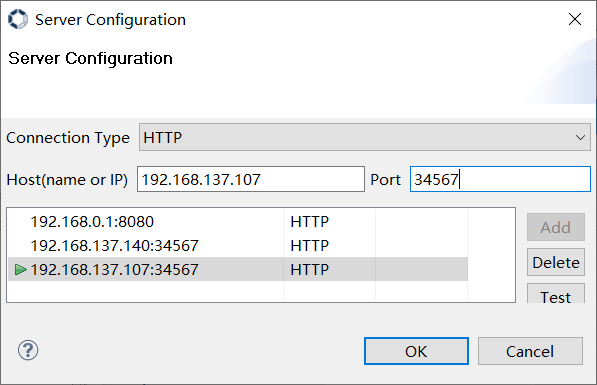 Server Configuration
Server Configuration
Connection Type HTTP
Host(name or IP) 192.168.137.107 Port 34567
192.168.0.1:8080 HTTP
Add
192.168.137.140:34567 HTTP
Delete
192.168.137.107:34567 HTTP
Test
OK Cancel